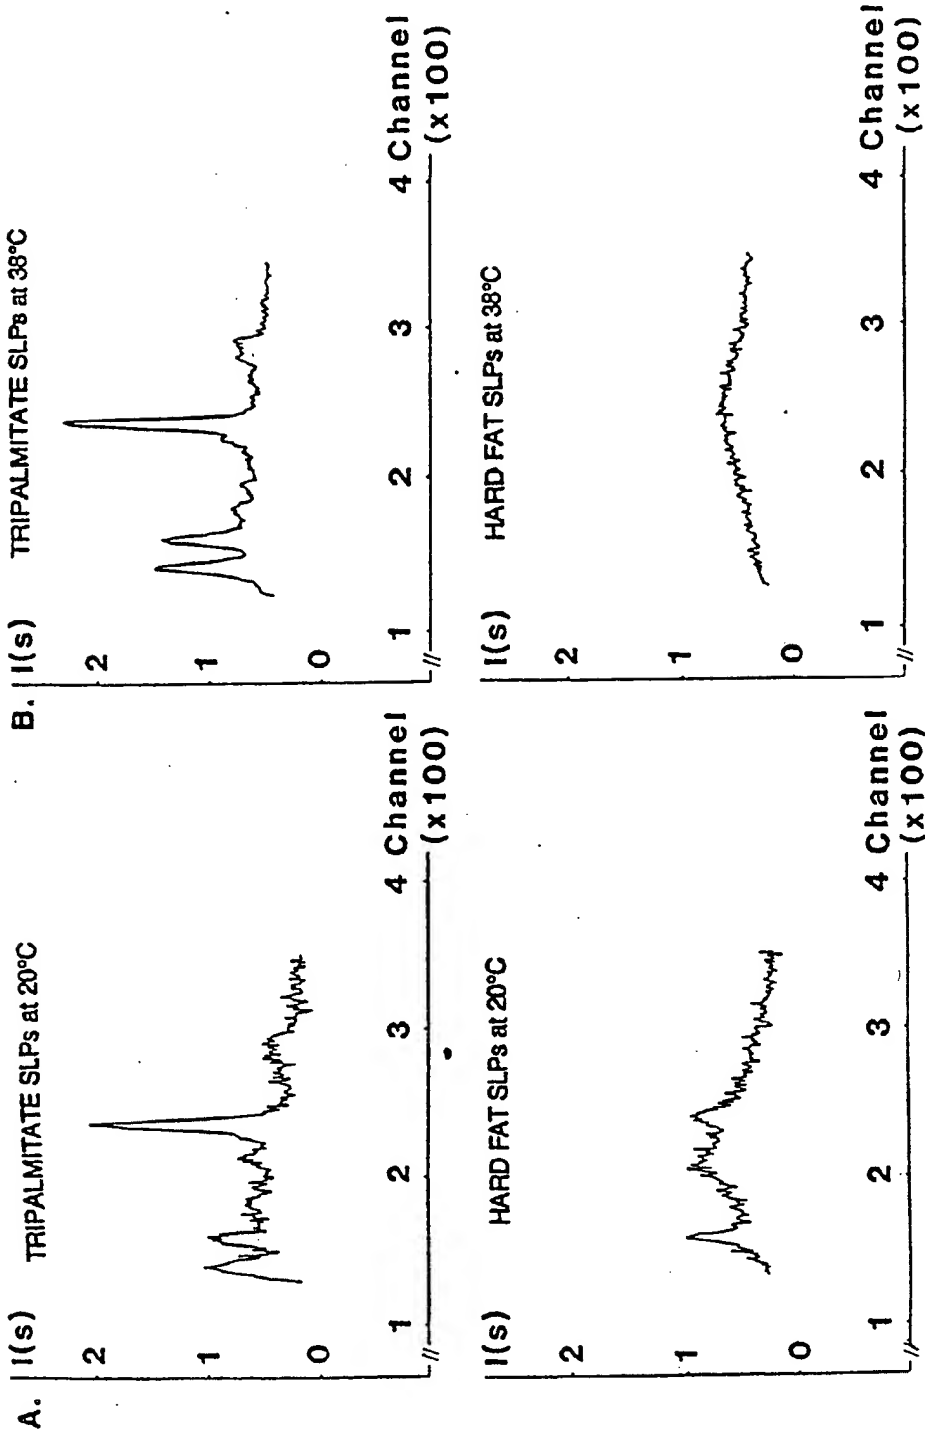 A.
I(s)
TRIPALMITATE SLPs at 20°C
2
1
0
1
2
3
4
Channel
(x100)
I(s)
HARD FAT SLPs at 20°C
2
1
0
1
2
3
4
Channel
(x100)
B.
I(s)
TRIPALMITATE SLPs at 38°C
2
1
0
1
2
3
4
Channel
(x100)
I(s)
HARD FAT SLPs at 38°C
2
1
0
1
2
3
4
Channel
(x100)